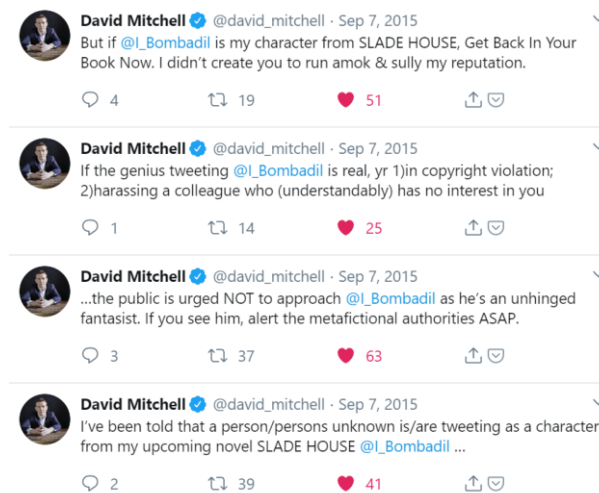 David Mitchell @david_mitchell · Sep 7, 2015
But if @I_Bombadil is my character from SLADE HOUSE, Get Back In Your
Book Now. I didn't create you to run amok & sully my reputation.
4 19 51
David Mitchell @david_mitchell · Sep 7, 2015
If the genius tweeting @I_Bombadil is real, yr 1)in copyright violation;
2)harassing a colleague who (understandably) has no interest in you
1 14 25
David Mitchell @david_mitchell · Sep 7, 2015
...the public is urged NOT to approach @I_Bombadil as he's an unhinged
fantasist. If you see him, alert the metafictional authorities ASAP.
3 37 63
David Mitchell @david_mitchell · Sep 7, 2015
I've been told that a person/persons unknown is/are tweeting as a character
from my upcoming novel SLADE HOUSE @I_Bombadil ...
2 39 41